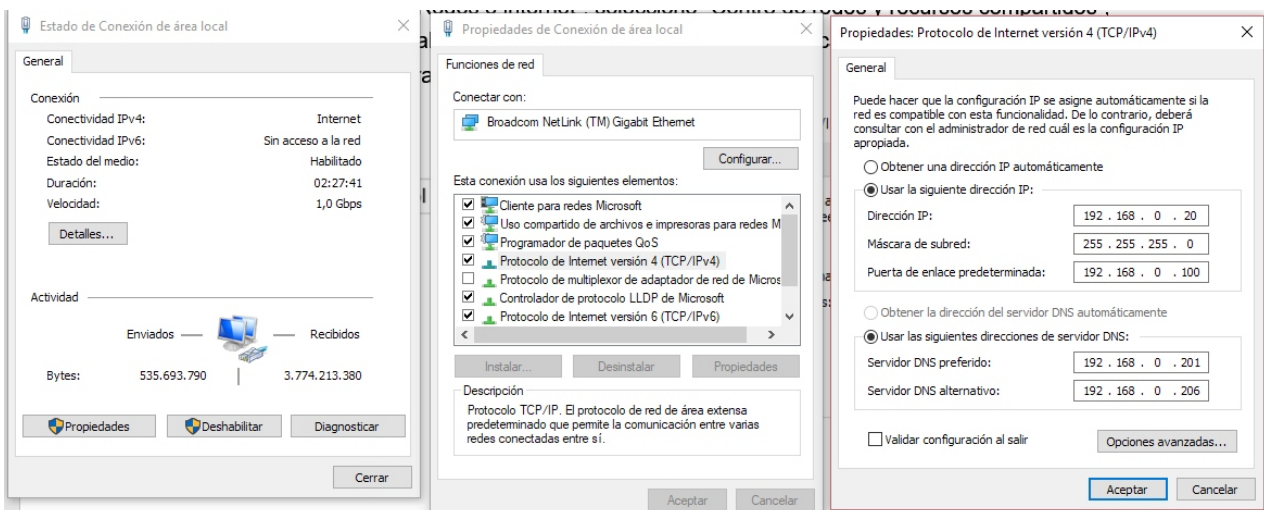 Estado de Conexión de área local
General
Conexión
Conectividad IPv4: Internet
Conectividad IPv6: Sin acceso a la red
Estado del medio: Habilitado
Duración: 02:27:41
Velocidad: 1,0 Gbps
Detalles...
Actividad
Enviados Recibidos
Bytes: 535.693.790 3.774.213.380
Propiedades Deshabilitar Diagnosticar
Cerrar
Propiedades de Conexión de área local
Funciones de red
Conectar con:
Broadcom NetLink (TM) Gigabit Ethernet
Configurar...
Esta conexión usa los siguientes elementos:
Cliente para redes Microsoft
Uso compartido de archivos e impresoras para redes M
Programador de paquetes QoS
Protocolo de Internet versión 4 (TCP/IPv4)
Protocolo de multiplexor de adaptador de red de Micros
Controlador de protocolo LLDP de Microsoft
Protocolo de Internet versión 6 (TCP/IPv6)
Instalar... Desinstalar Propiedades
Descripción
Protocolo TCP/IP. El protocolo de red de área extensa
predeterminado que permite la comunicación entre varias
redes conectadas entre sí.
Aceptar Cancelar
Propiedades: Protocolo de Internet versión 4 (TCP/IPv4)
General
Puede hacer que la configuración IP se asigne automáticamente si la
red es compatible con esta funcionalidad. De lo contrario, deberá
consultar con el administrador de red cuál es la configuración IP
apropiada.
Obtener una dirección IP automáticamente
Usar la siguiente dirección IP:
Dirección IP: 192 . 168 . 0 . 20
Máscara de subred: 255 . 255 . 255 . 0
Puerta de enlace predeterminada: 192 . 168 . 0 . 100
Obtener la dirección del servidor DNS automáticamente
Usar las siguientes direcciones de servidor DNS:
Servidor DNS preferido: 192 . 168 . 0 . 201
Servidor DNS alternativo: 192 . 168 . 0 . 206
Validar configuración al salir
Opciones avanzadas...
Aceptar Cancelar